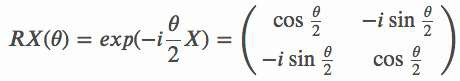 RX(θ) = exp(−i θ/2 X) = ( cos θ/2 −i sin θ/2
−i sin θ/2 cos θ/2 )